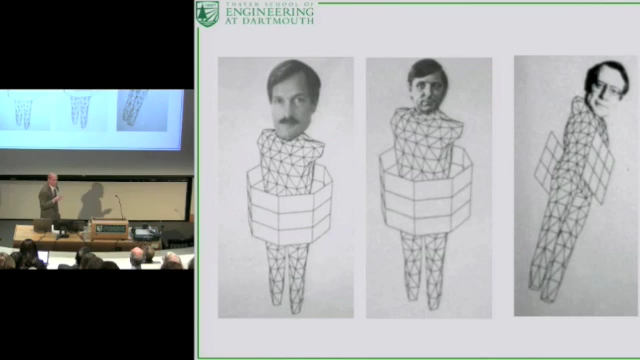 THAYER SCHOOL OF
ENGINEERING
AT DARTMOUTH